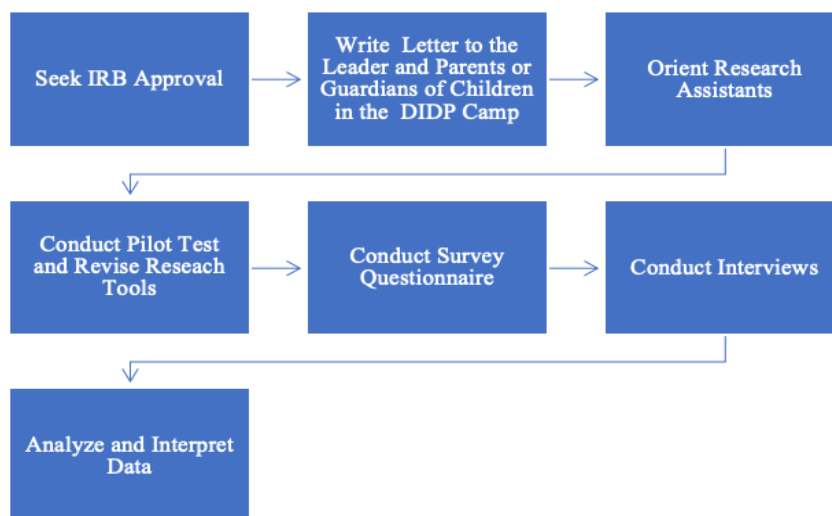 Seek IRB Approval
Write Letter to the
Leader and Parents or
Guardians of Children
in the DIDP Camp
Orient Research
Assistants
Conduct Pilot Test
and Revise Reseach
Tools
Conduct Survey
Questionnaire
Conduct Interviews
Analyze and Interpret
Data